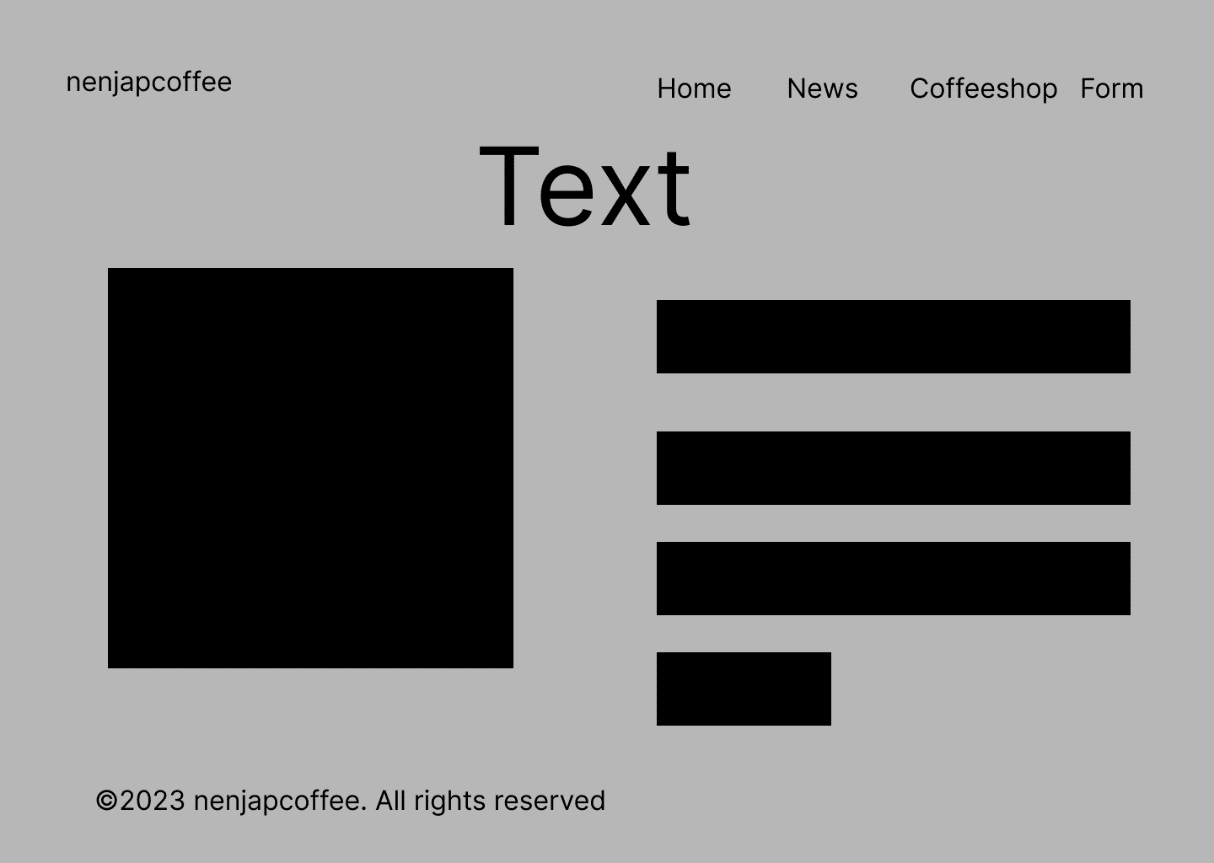 nenjapcoffee
Home News Coffeeshop Form
Text
©2023 nenjapcoffee. All rights reserved